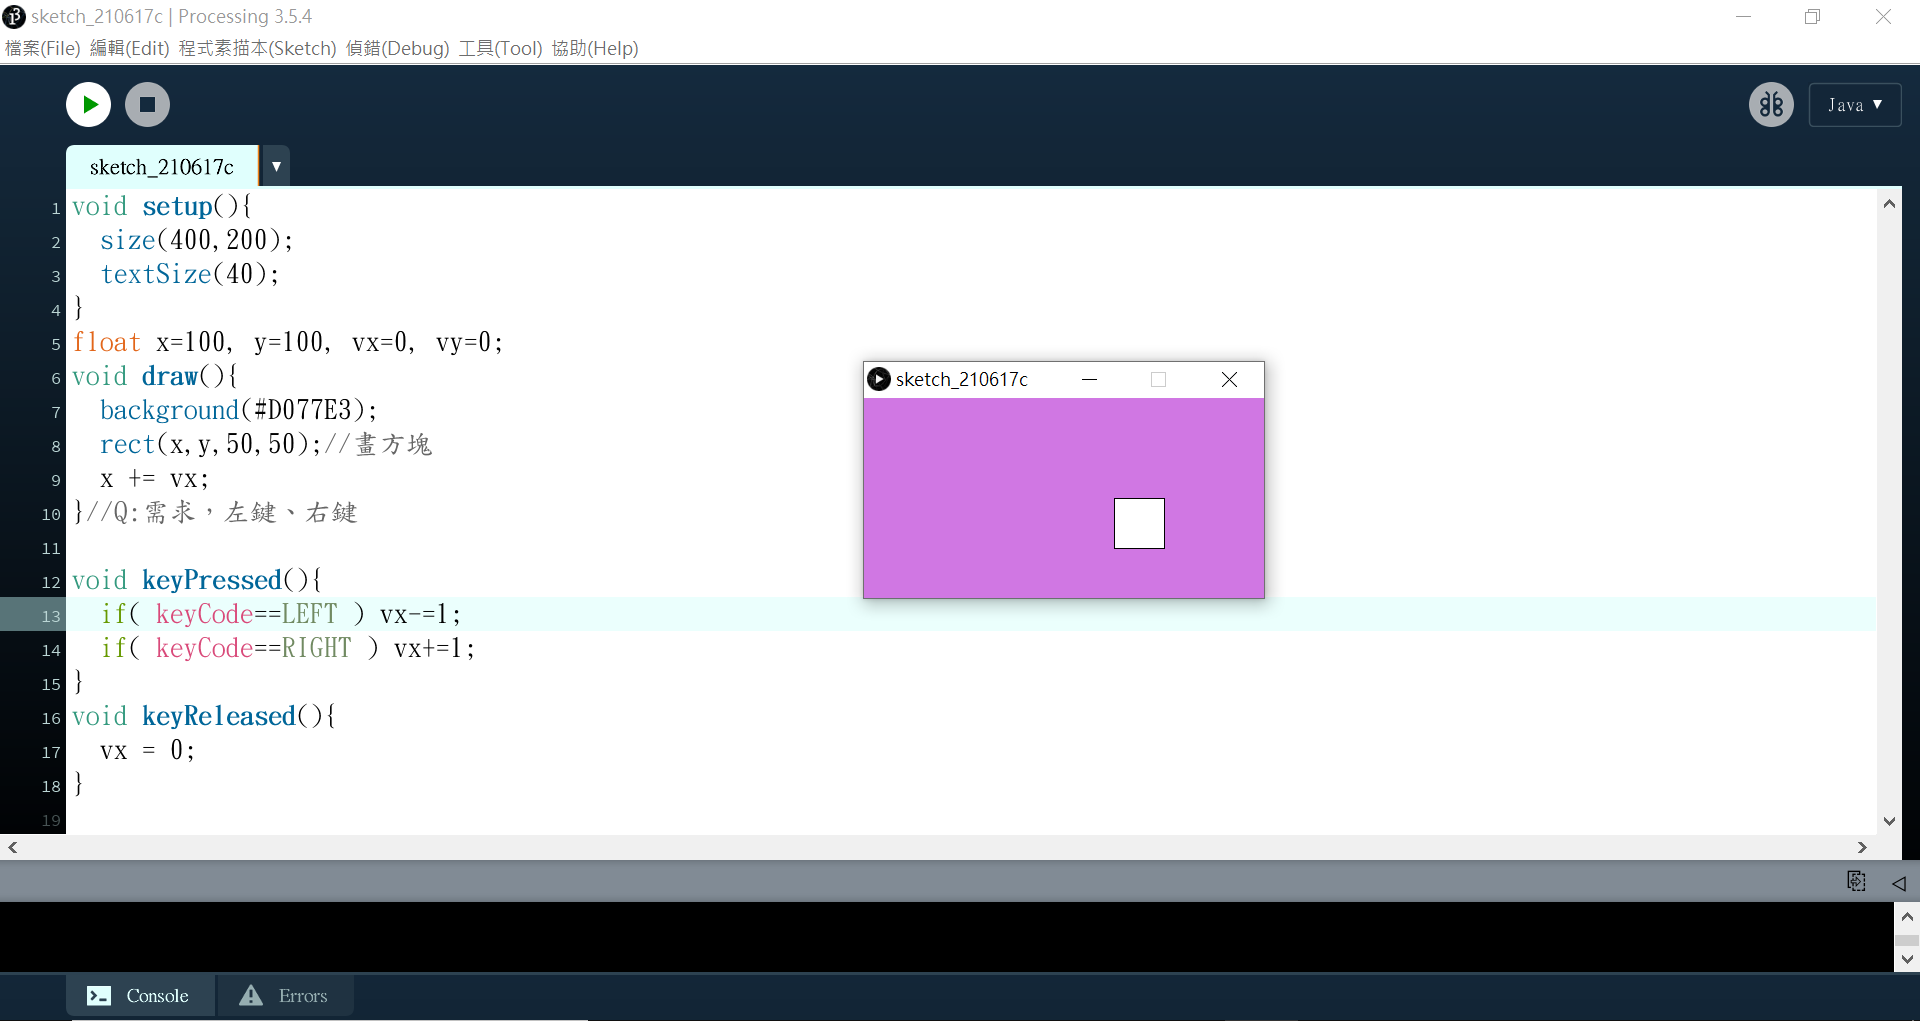 sketch_210617c | Processing 3.5.4
檔案(File) 編輯(Edit) 程式素描本(Sketch) 偵錯(Debug) 工具(Tool) 協助(Help)
Java ▼
sketch_210617c ▼
1 void setup(){
2   size(400,200);
3   textSize(40);
4 }
5 float x=100, y=100, vx=0, vy=0;
6 void draw(){
7   background(#D077E3);
8   rect(x,y,50,50);//畫方塊
9   x += vx;
10 }//Q:需求，左鍵、右鍵
11
12 void keyPressed(){
13   if( keyCode==LEFT ) vx-=1;
14   if( keyCode==RIGHT ) vx+=1;
15 }
16 void keyReleased(){
17   vx = 0;
18 }
19
sketch_210617c
Console Errors